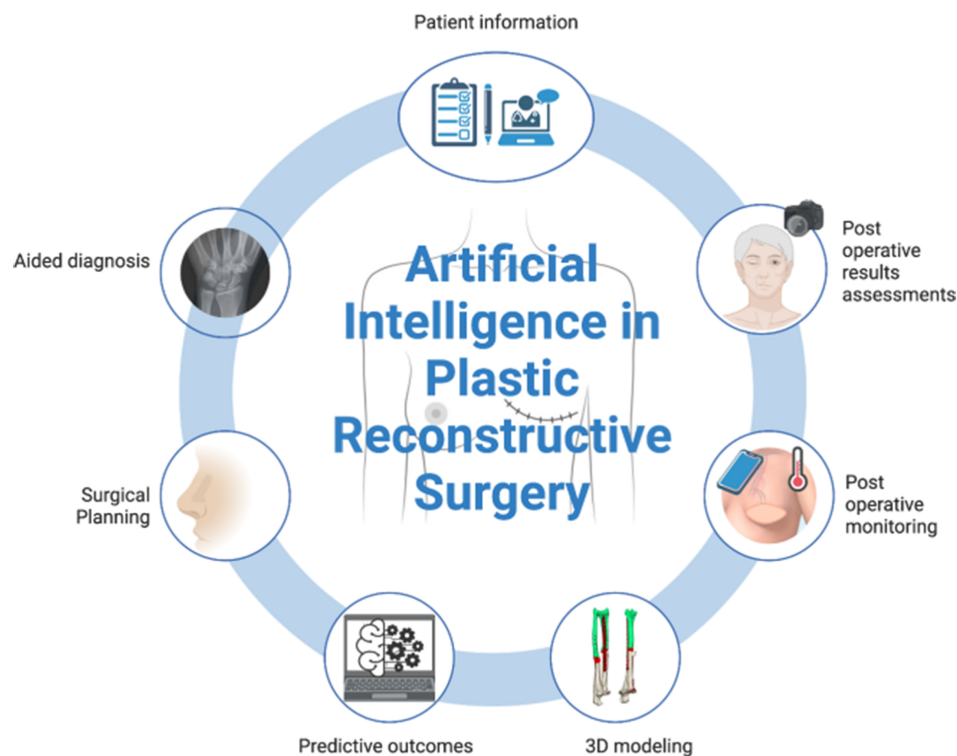 Patient information
Aided diagnosis
Post
operative
results
assessments
Artificial
Intelligence in
Plastic
Reconstructive
Surgery
Surgical
Planning
Post
operative
monitoring
Predictive outcomes
3D modeling